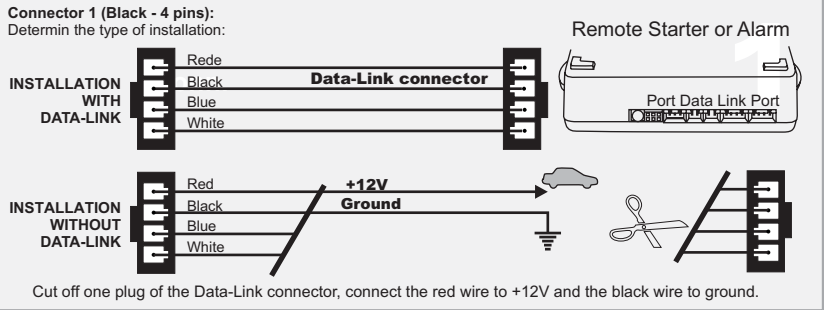 Connector 1 (Black - 4 pins):
Determin the type of installation:
Remote Starter or Alarm
1
INSTALLATION
WITH
DATA-LINK
Rede
Black
Blue
White
Data-Link connector
Port Data Link Port
INSTALLATION
WITHOUT
DATA-LINK
Red
Black
Blue
White
+12V
Ground
Cut off one plug of the Data-Link connector, connect the red wire to +12V and the black wire to ground.